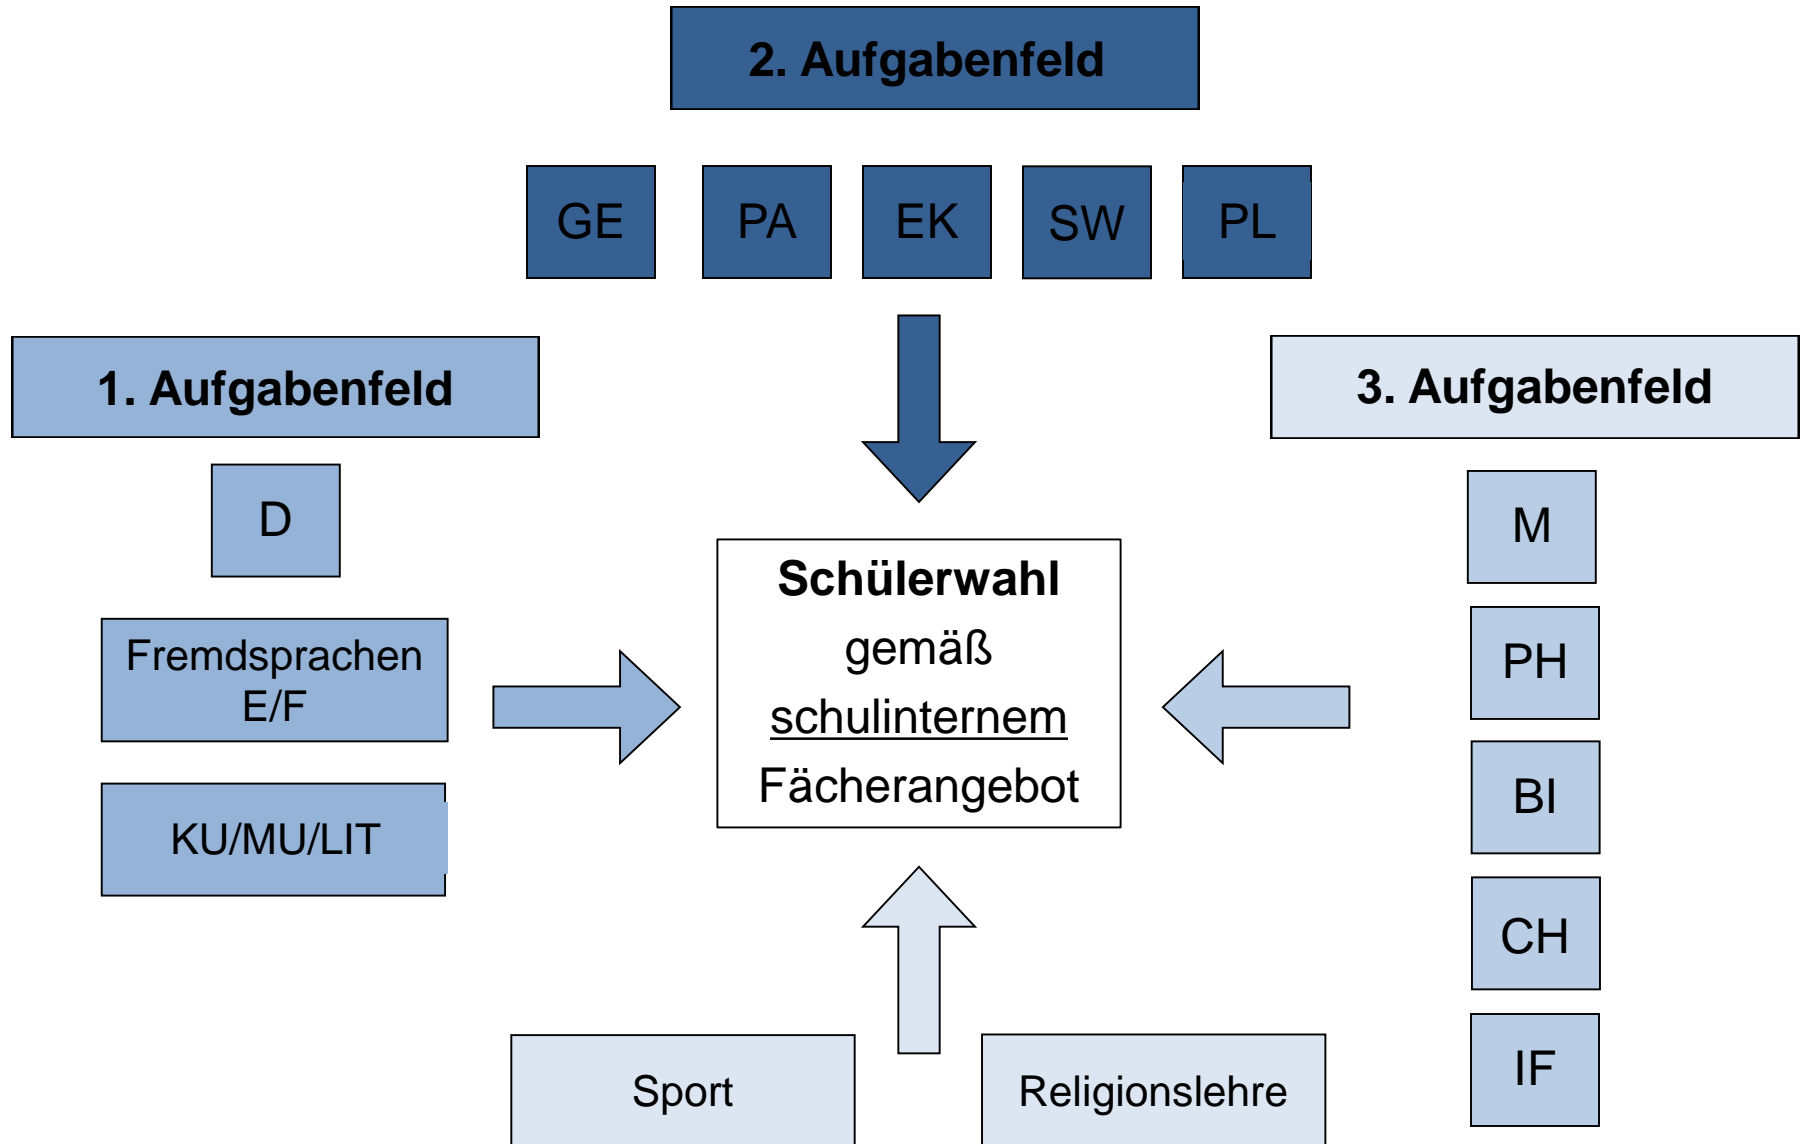 2. Aufgabenfeld
GE
PA
EK
SW
PL
1. Aufgabenfeld
D
Fremdsprachen
E/F
KU/MU/LIT
Schülerwahl
gemäß
schulinternem
Fächerangebot
3. Aufgabenfeld
M
PH
BI
CH
IF
Sport
Religionslehre